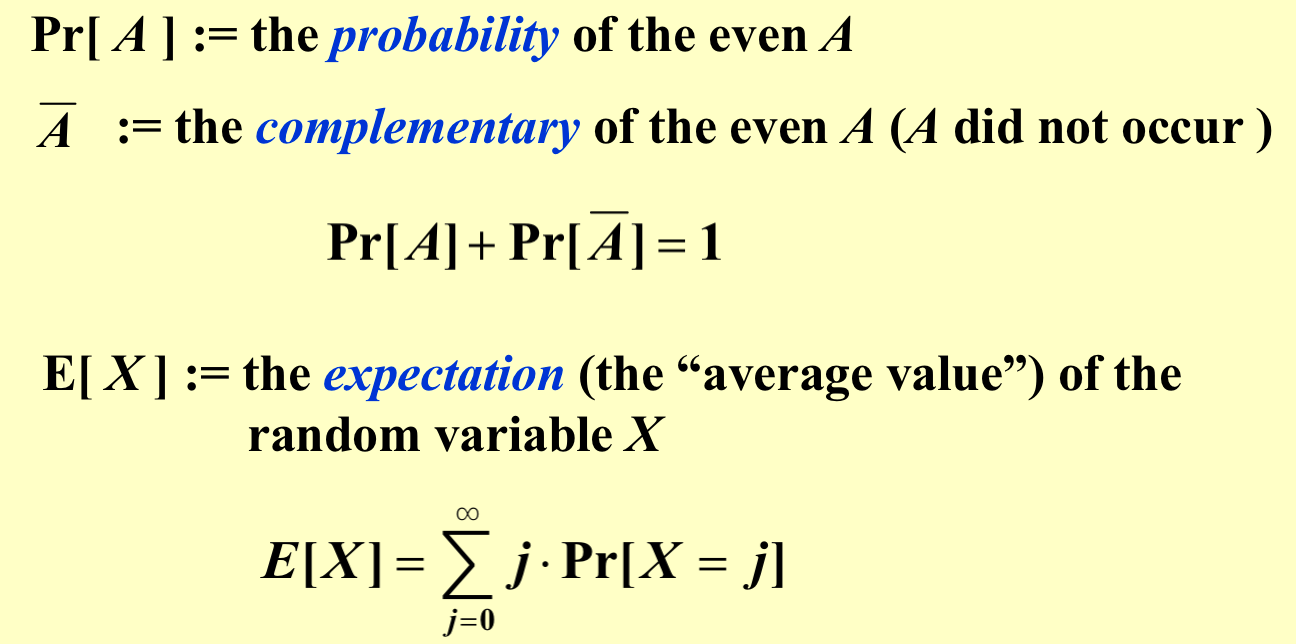 Pr[ A ] := the probability of the even A
A̅ := the complementary of the even A (A did not occur )
Pr[A] + Pr[A̅] = 1
E[ X ] := the expectation (the “average value”) of the
random variable X
E[X] = ∑_{j=0}^{∞} j · Pr[X = j]